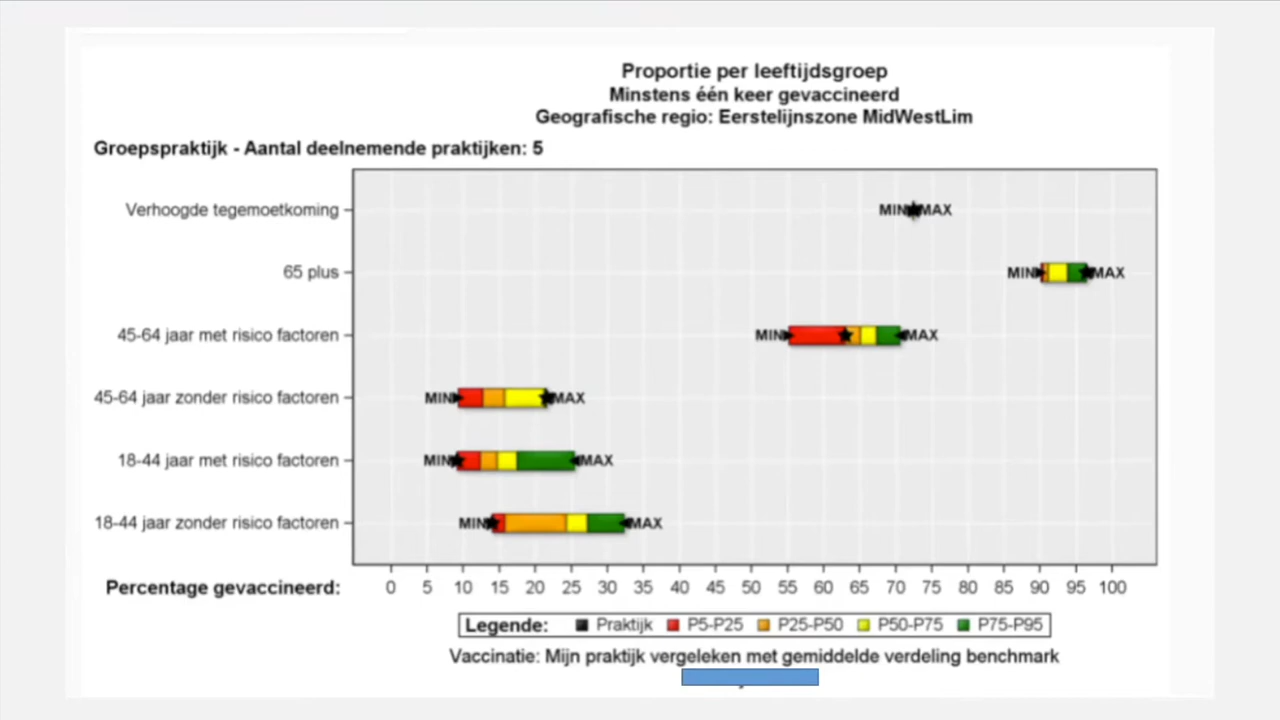 Proportie per leeftijdsgroep
Minstens één keer gevaccineerd
Geografische regio: Eerstelijnszone MidWestLim
Groepspraktijk - Aantal deelnemende praktijken: 5
Verhoogde tegemoetkoming
MIN MAX
65 plus
MIN MAX
45-64 jaar met risico factoren
MIN MAX
45-64 jaar zonder risico factoren
MIN MAX
18-44 jaar met risico factoren
MIN MAX
18-44 jaar zonder risico factoren
MIN MAX
Percentage gevaccineerd: 0 5 10 15 20 25 30 35 40 45 50 55 60 65 70 75 80 85 90 95 100
Legende: Praktijk P5-P25 P25-P50 P50-P75 P75-P95
Vaccinatie: Mijn praktijk vergeleken met gemiddelde verdeling benchmark